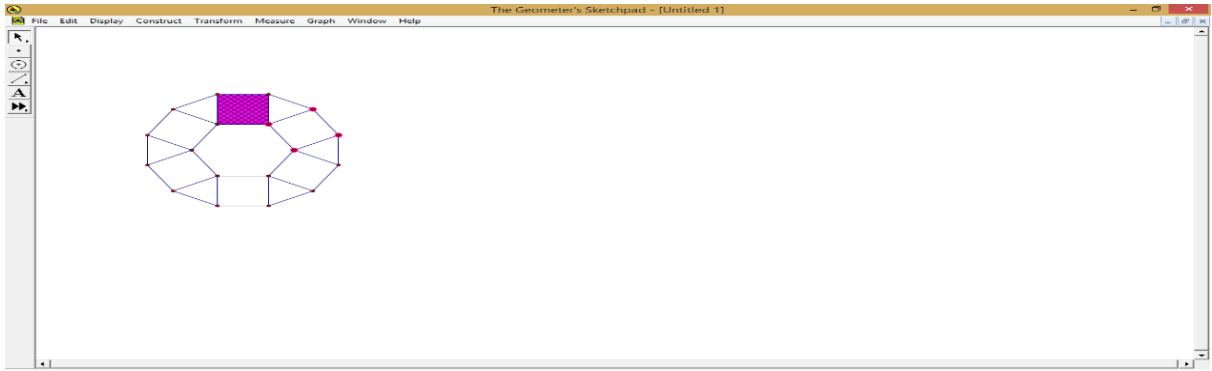 The Geometer's Sketchpad - [Untitled 1]
File Edit Display Construct Transform Measure Graph Window Help
A